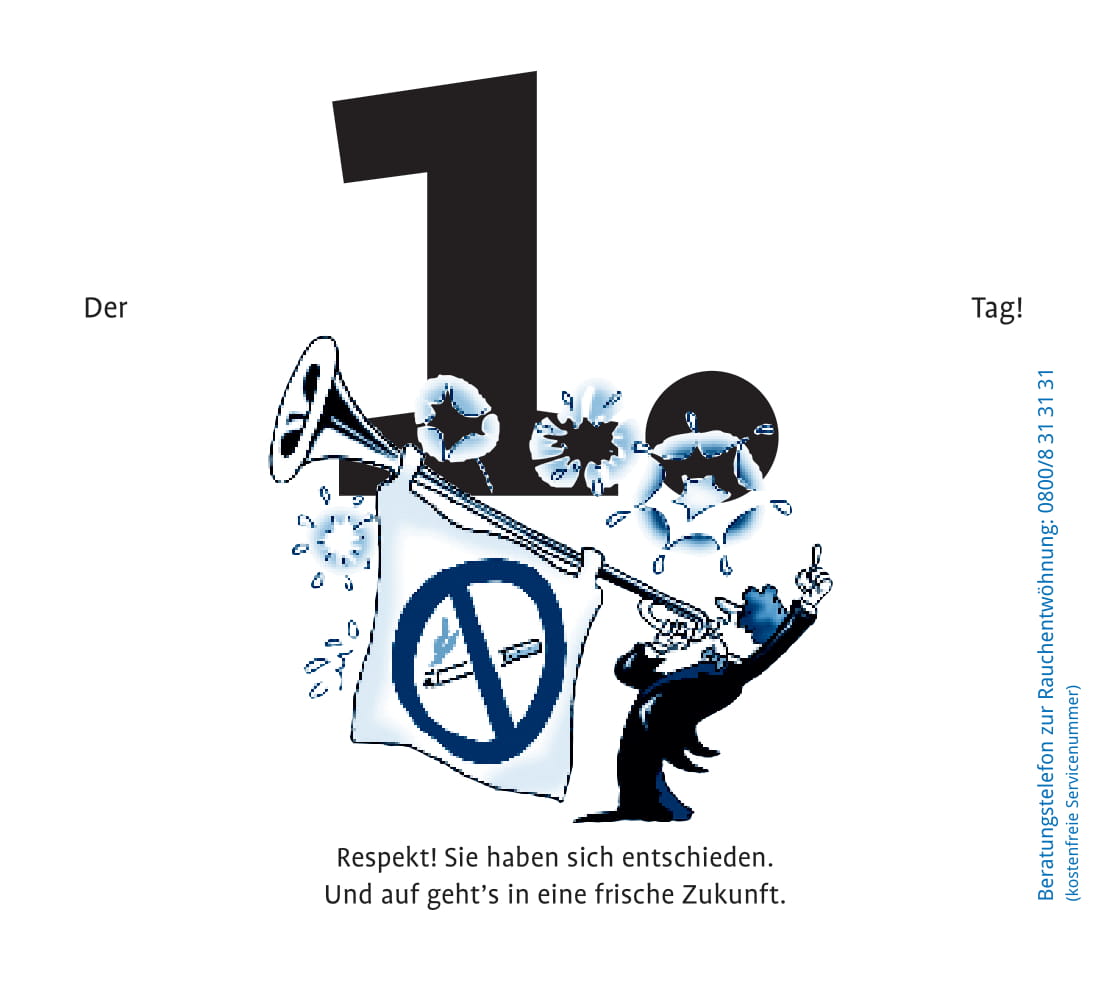 Der
1.
Tag!
Respekt! Sie haben sich entschieden.
Und auf geht’s in eine frische Zukunft.
Beratungstelefon zur Rauchentwöhnung: 0800/8 31 31 31
(kostenfreie Servicenummer)